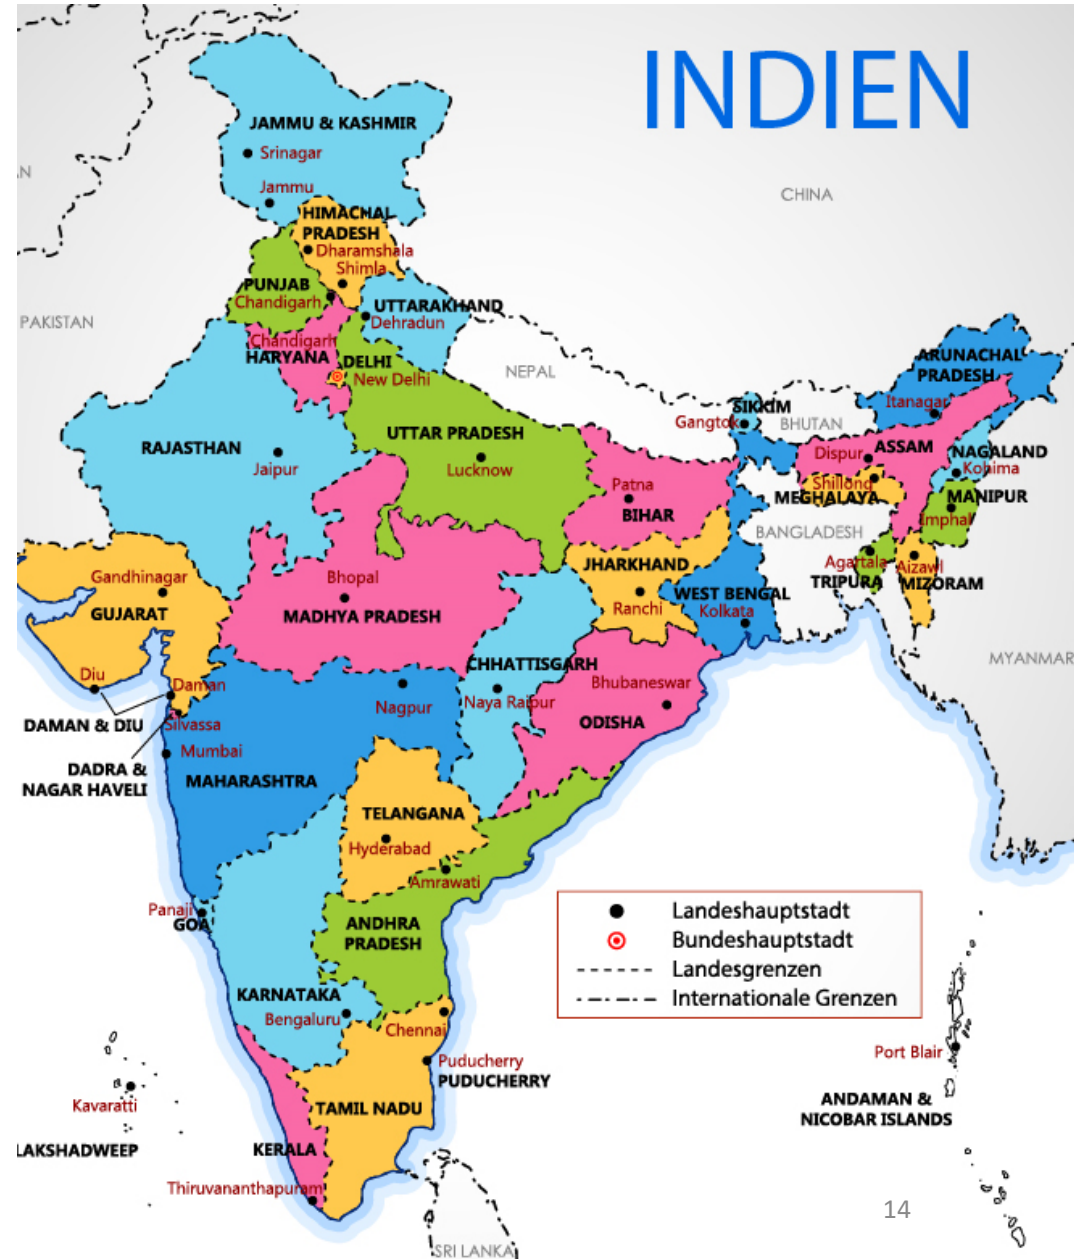 INDIEN
JAMMU & KASHMIR
Srinagar
Jammu
CHINA
HIMACHAL
PRADESH
Dharamshala
Shimla
PUNJAB
Chandigarh
UTTARAKHAND
Dehradun
PAKISTAN
Chandigarh
HARYANA
DELHI
New Delhi
NEPAL
ARUNACHAL
PRADESH
Itanagar
SIKKIM
Gangtok
BHUTAN
RAJASTHAN
Jaipur
UTTAR PRADESH
Lucknow
ASSAM
Dispur
NAGALAND
Kohima
Patna
BIHAR
Shillong
MEGHALAYA
MANIPUR
Imphal
BANGLADESH
Gandhinagar
GUJARAT
Bhopal
MADHYA PRADESH
JHARKHAND
Ranchi
WEST BENGAL
Kolkata
Agartala
TRIPURA
Aizawl
MIZORAM
MYANMAR
Diu
Daman
DAMAN & DIU
Silvassa
DADRA &
NAGAR HAVELI
Mumbai
MAHARASHTRA
Nagpur
CHHATTISGARH
Naya Raipur
Bhubaneswar
ODISHA
TELANGANA
Hyderabad
Amrawati
Panaji
GOA
ANDHRA
PRADESH
Landeshauptstadt
Bundeshauptstadt
Landesgrenzen
Internationale Grenzen
KARNATAKA
Bengaluru
Chennai
Puducherry
PUDUCHERRY
Port Blair
ANDAMAN &
NICOBAR ISLANDS
Kavaratti
LAKSHADWEEP
TAMIL NADU
KERALA
Thiruvananthapuram
SRI LANKA
14